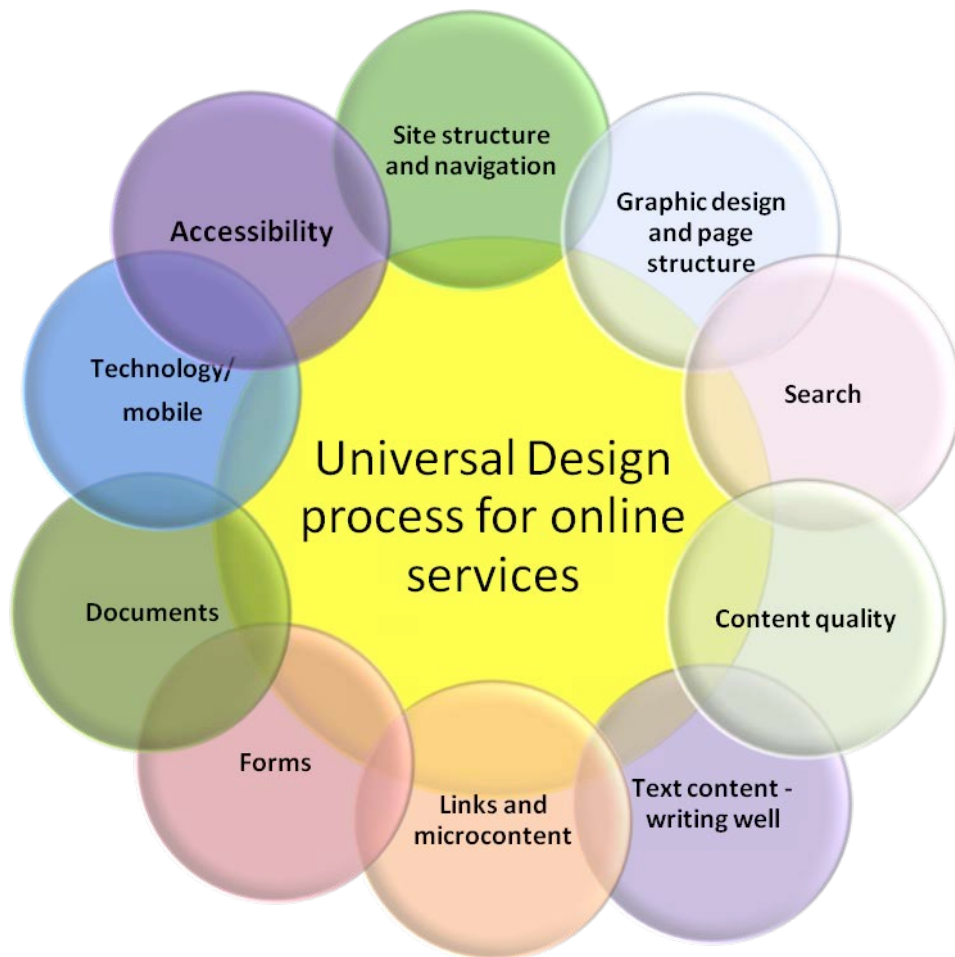 Site structure
and navigation
Graphic design
and page
structure
Search
Content quality
Text content -
writing well
Links and
microcontent
Forms
Documents
Technology/
mobile
Accessibility
Universal Design
process for online
services